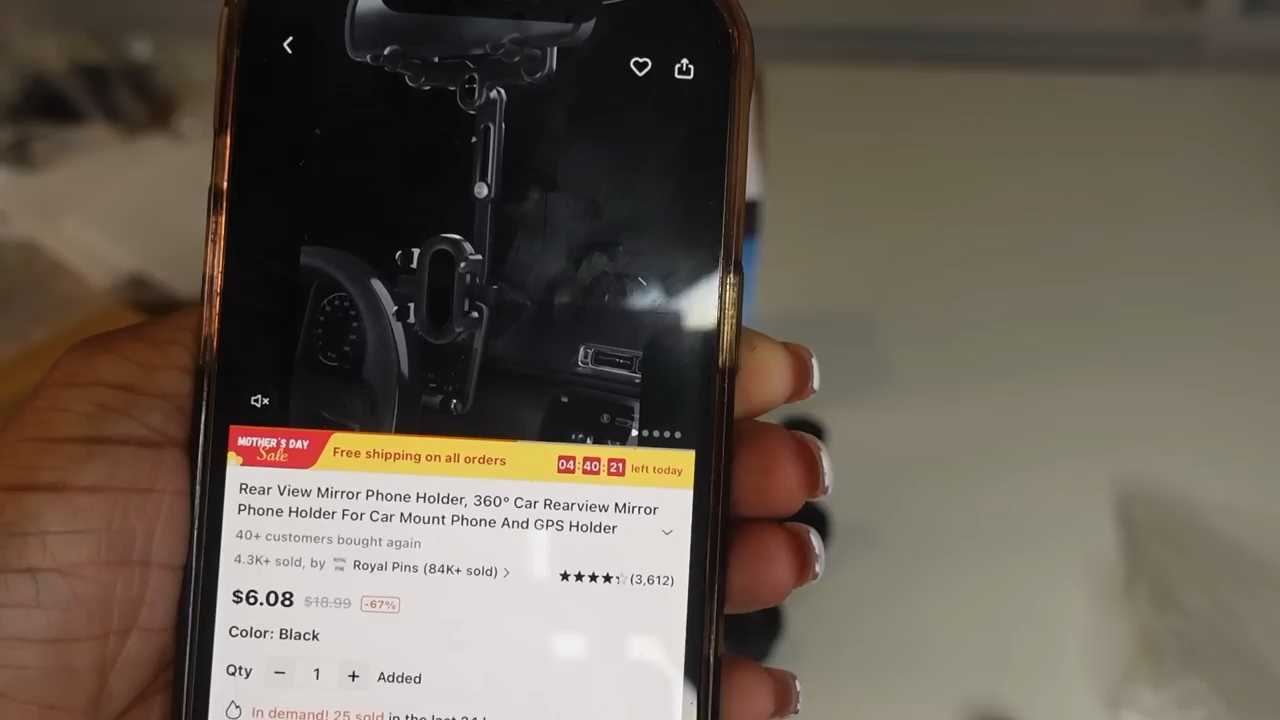 MOTHER'S DAY
Sale
Free shipping on all orders
04:40:21 left today
Rear View Mirror Phone Holder, 360° Car Rearview Mirror
Phone Holder For Car Mount Phone And GPS Holder
40+ customers bought again
4.3K+ sold, by Royal Pins (84K+ sold) >
(3,612)
$6.08 $18.99 -67%
Color: Black
Qty − 1 + Added
In demand! 25 sold in the last 24